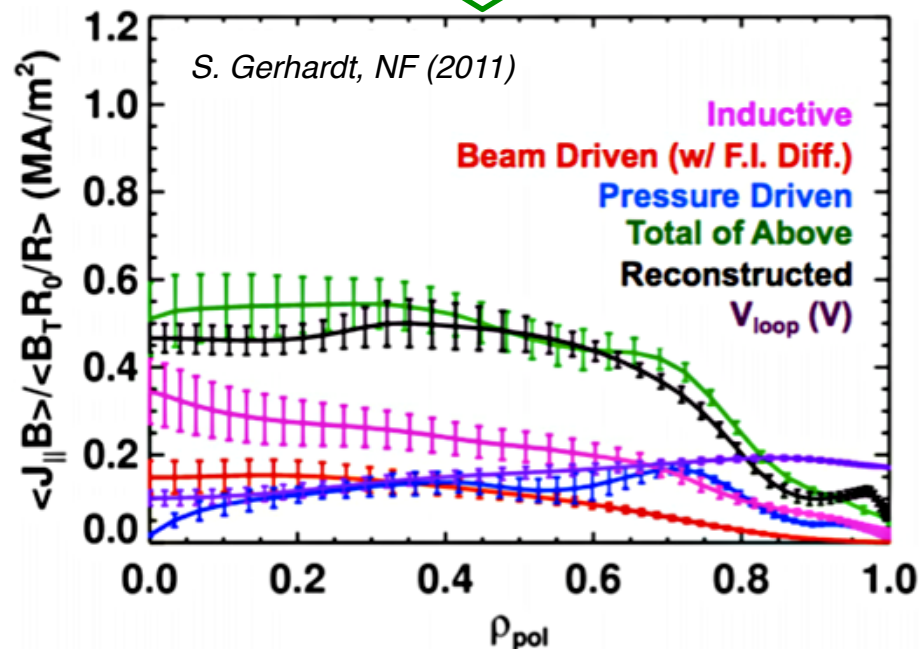 <J||B>/<BTR0/R> (MA/m²)
1.2
1.0
0.8
0.6
0.4
0.2
0.0
S. Gerhardt, NF (2011)
Inductive
Beam Driven (w/ F.I. Diff.)
Pressure Driven
Total of Above
Reconstructed
Vloop (V)
0.0 0.2 0.4 0.6 0.8 1.0
ρpol